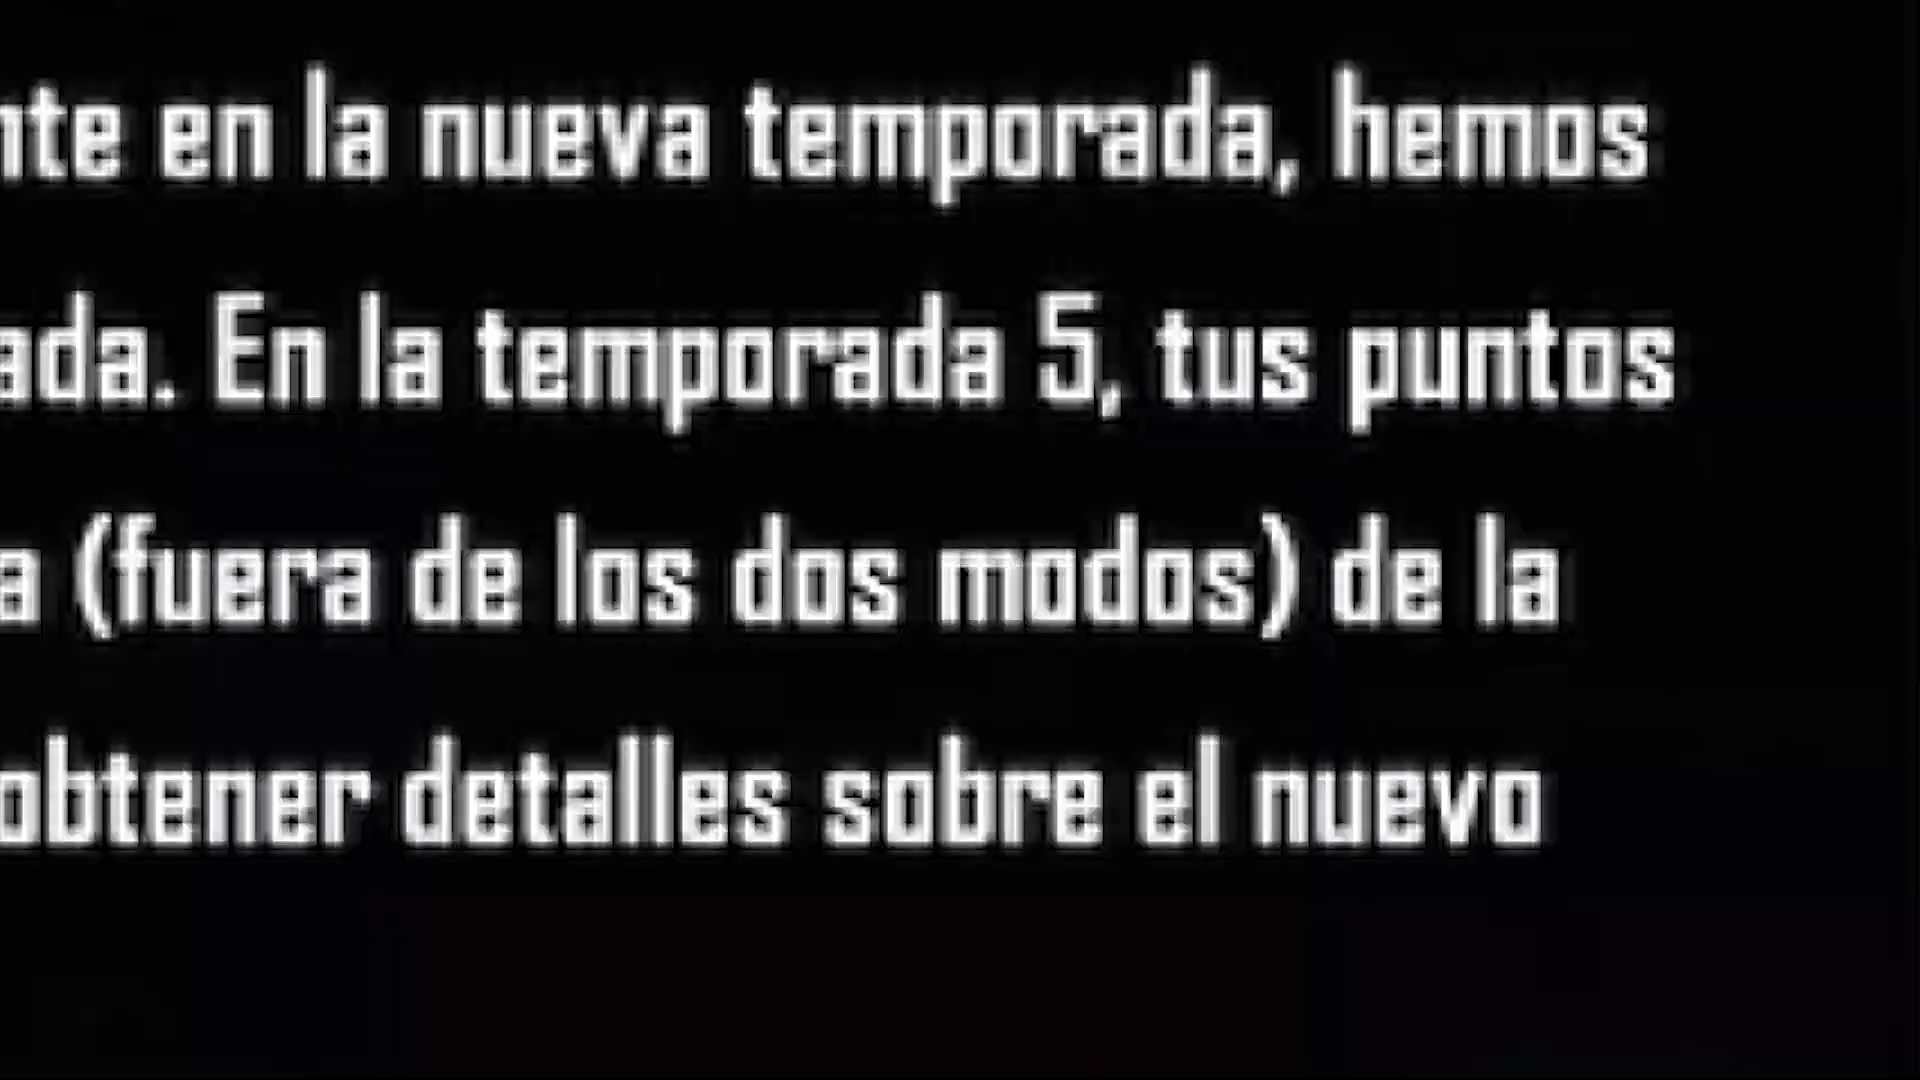 nte en la nueva temporada, hemos
ada. En la temporada 5, tus puntos
a (fuera de los dos modos) de la
obtener detalles sobre el nuevo